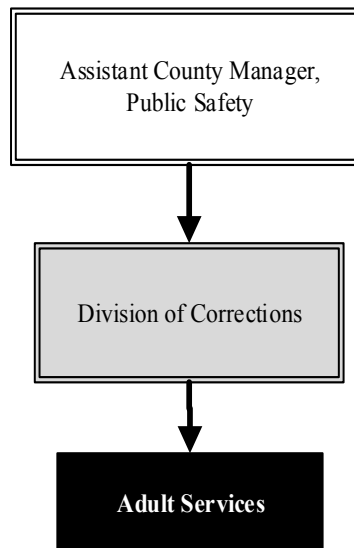 Assistant County Manager,
Public Safety
Division of Corrections
Adult Services